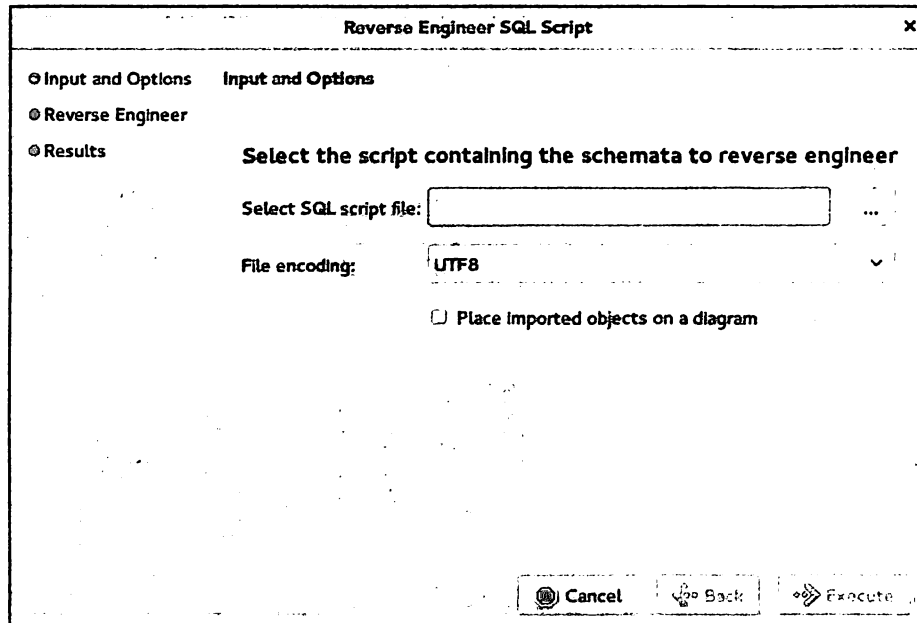 Reverse Engineer SQL Script
Input and Options
Input and Options
Reverse Engineer
Results
Select the script containing the schemata to reverse engineer
Select SQL script file:
...
File encoding:
UTF8
Place imported objects on a diagram
Cancel
Back
Execute